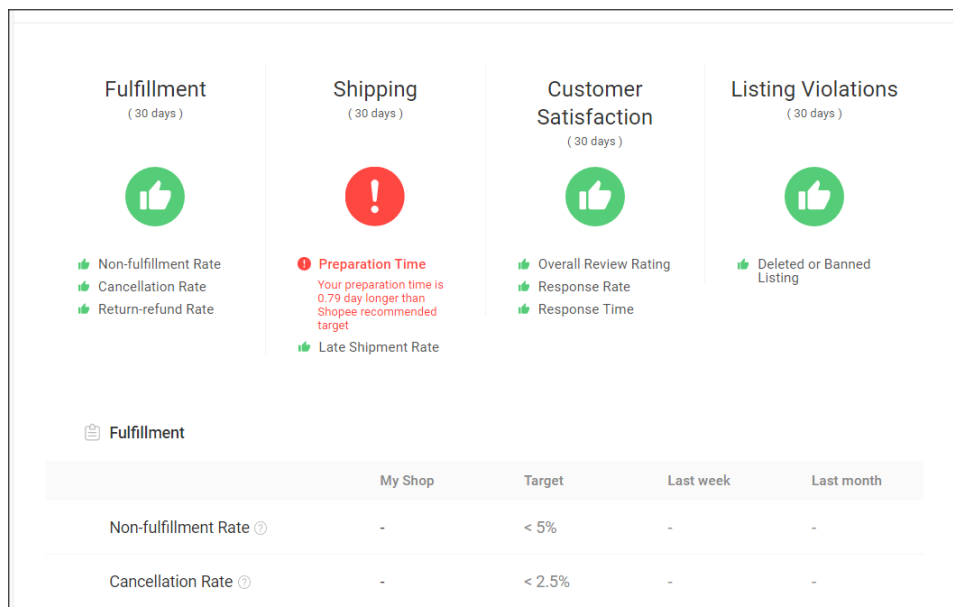 Fulfillment
( 30 days )
Non-fulfillment Rate
Cancellation Rate
Return-refund Rate
Shipping
( 30 days )
Preparation Time
Your preparation time is
0.79 day longer than
Shopee recommended
target
Late Shipment Rate
Customer
Satisfaction
( 30 days )
Overall Review Rating
Response Rate
Response Time
Listing Violations
( 30 days )
Deleted or Banned
Listing
Fulfillment
My Shop Target Last week Last month
Non-fulfillment Rate ? - < 5% - -
Cancellation Rate ? - < 2.5% - -